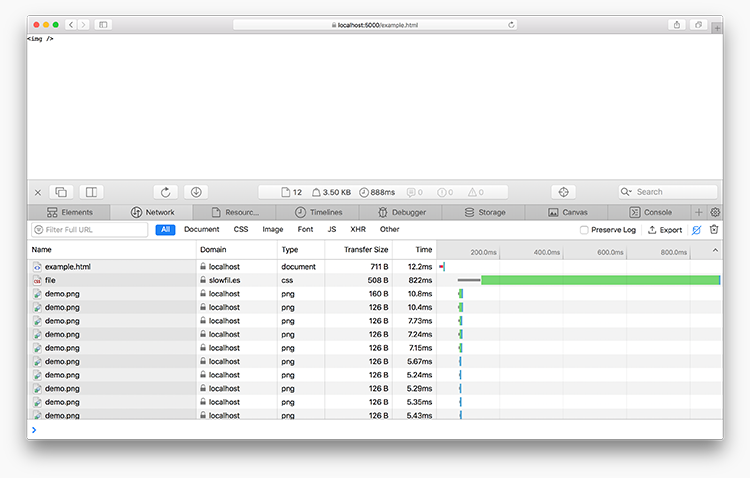 localhost:5000/example.html
<img />
12 3.50 KB 888ms 0 0 0 Search
Elements Network Resourc... Timelines Debugger Storage Canvas Console
Filter Full URL All Document CSS Image Font JS XHR Other Preserve Log Export
Name Domain Type Transfer Size Time 200.0ms 400.0ms 600.0ms 800.0ms
example.html localhost document 711 B 12.2ms
file slowfil.es css 508 B 822ms
demo.png localhost png 160 B 10.8ms
demo.png localhost png 126 B 10.4ms
demo.png localhost png 126 B 7.73ms
demo.png localhost png 126 B 7.24ms
demo.png localhost png 126 B 7.15ms
demo.png localhost png 126 B 5.67ms
demo.png localhost png 126 B 5.24ms
demo.png localhost png 126 B 5.29ms
demo.png localhost png 126 B 5.35ms
demo.png localhost png 126 B 5.43ms